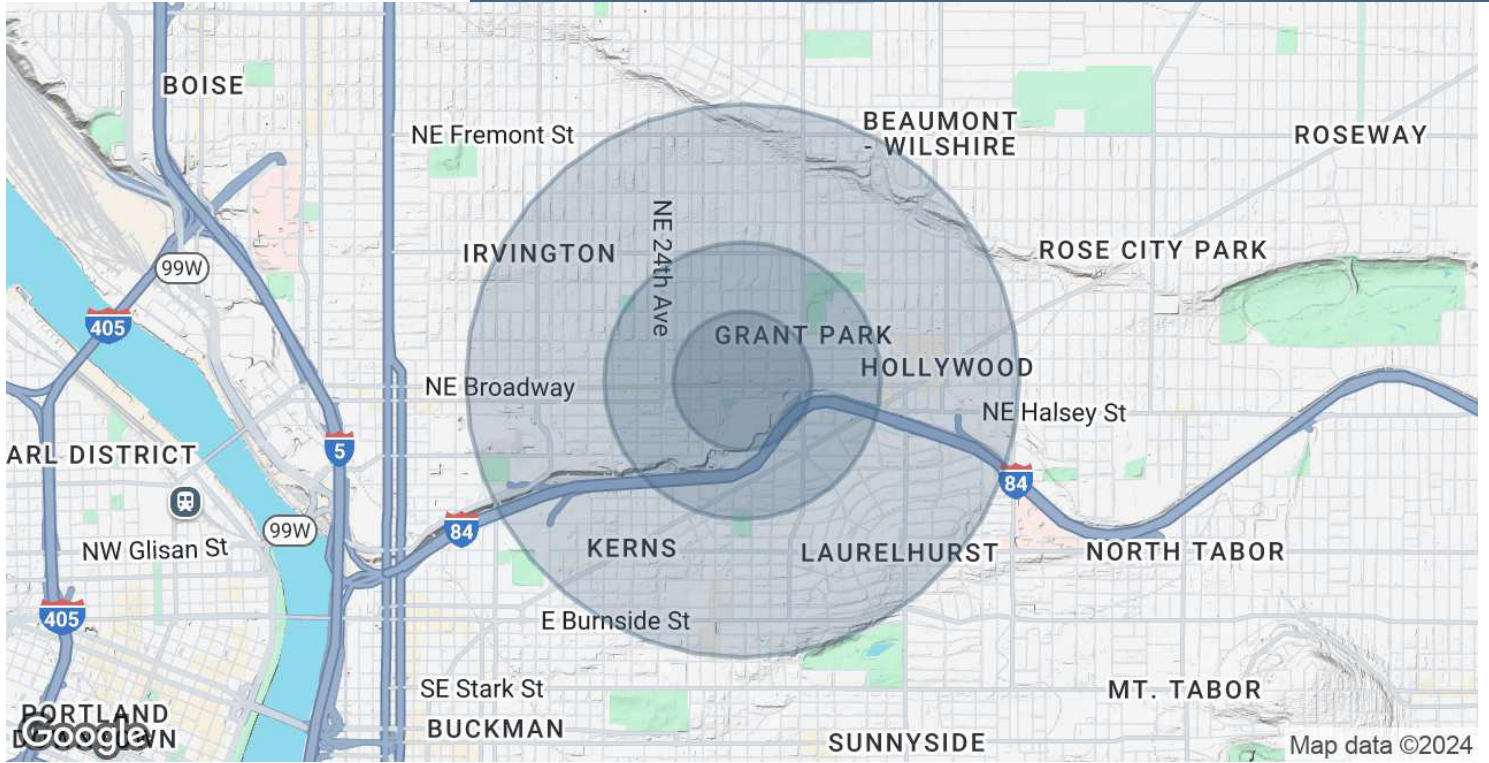 BOISE
NE Fremont St
BEAUMONT
- WILSHIRE
ROSEWAY
NE 24th Ave
IRVINGTON
ROSE CITY PARK
99W
405
GRANT PARK
HOLLYWOOD
NE Broadway
NE Halsey St
5
ARL DISTRICT
84
99W
84
NW Glisan St
KERNS
LAURELHURST
NORTH TABOR
405
E Burnside St
SE Stark St
MT. TABOR
PORTLAND
Google
BUCKMAN
SUNNYSIDE
Map data ©2024